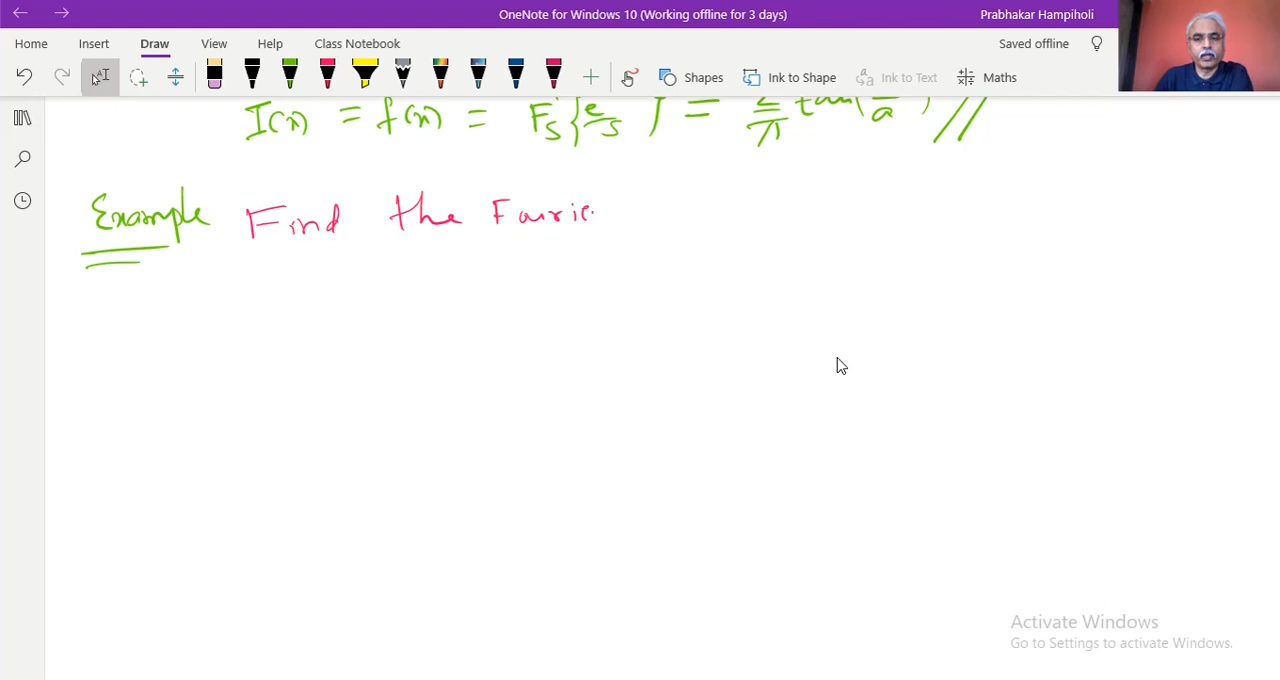 OneNote for Windows 10 (Working offline for 3 days)
Prabhakar Hampiholi
Home Insert Draw View Help Class Notebook
Saved offline
Shapes Ink to Shape Ink to Text Maths
I(x) = f(x) = Fs{e/s } = 2/π tan( /a ) //
Example Find the Fourie
Activate Windows
Go to Settings to activate Windows.